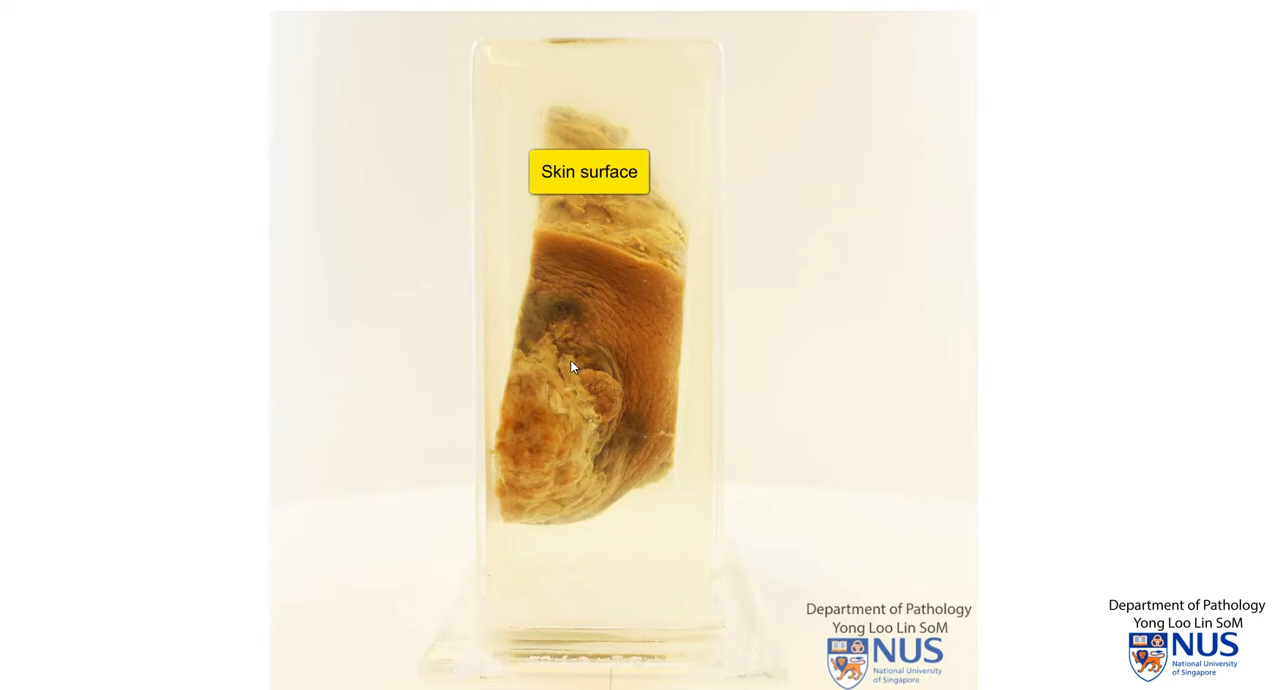 Skin surface
Department of Pathology
Yong Loo Lin SoM
NUS
National University
of Singapore
Department of Pathology
Yong Loo Lin SoM
NUS
National University
of Singapore